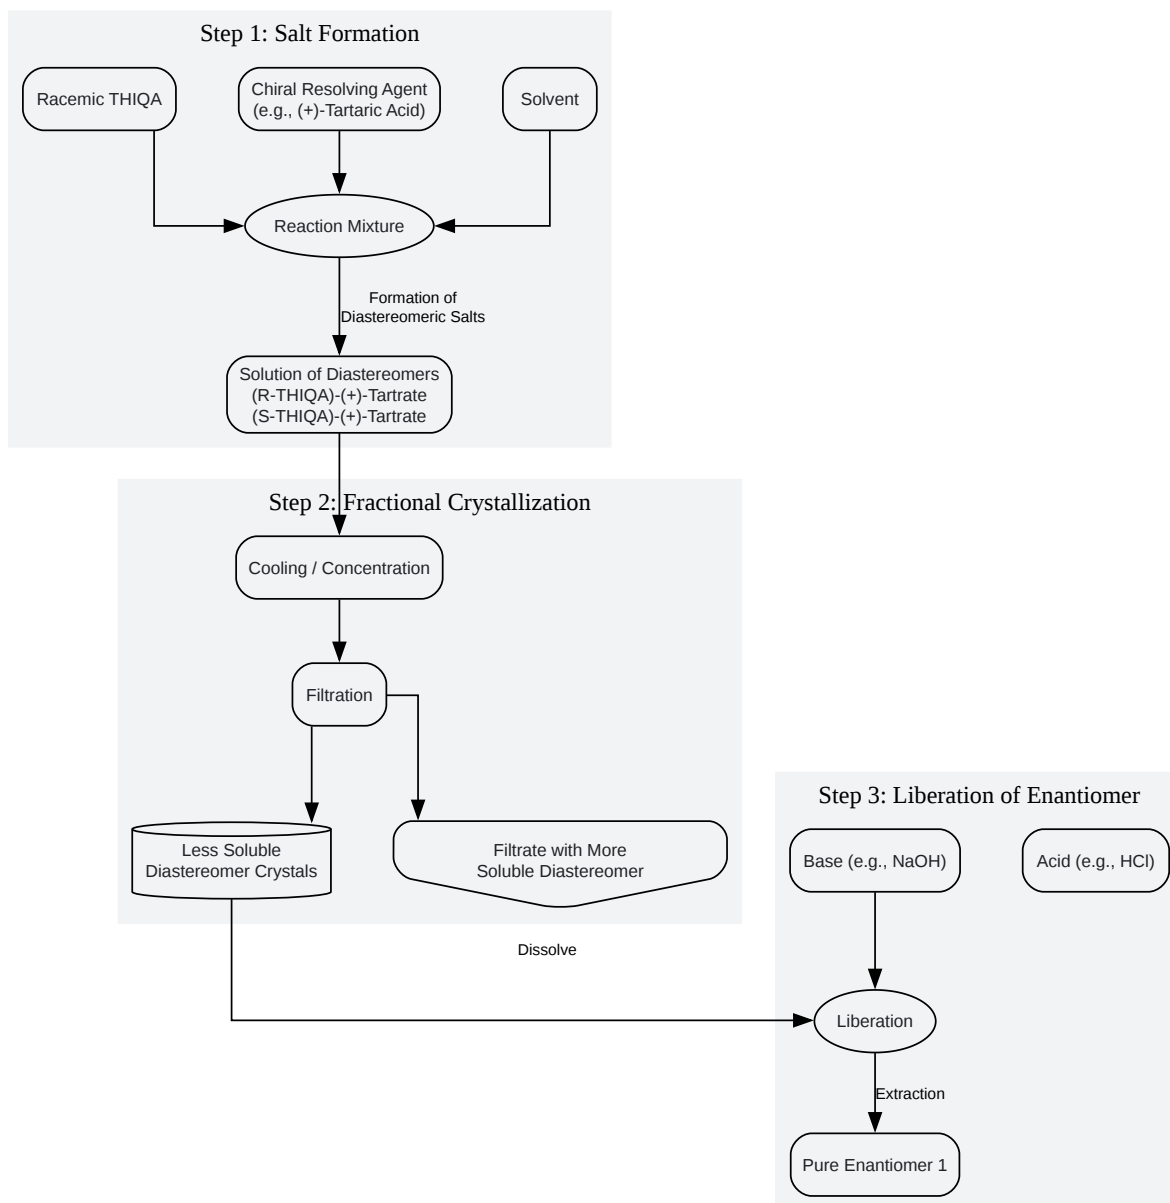 Step 1: Salt Formation
Racemic THIQA
Chiral Resolving Agent
(e.g., (+)-Tartaric Acid)
Solvent
Reaction Mixture
Formation of
Diastereomeric Salts
Solution of Diastereomers
(R-THIQA)-(+)-Tartrate
(S-THIQA)-(+)-Tartrate
Step 2: Fractional Crystallization
Cooling / Concentration
Filtration
Less Soluble
Diastereomer Crystals
Filtrate with More
Soluble Diastereomer
Dissolve
Step 3: Liberation of Enantiomer
Base (e.g., NaOH)
Acid (e.g., HCl)
Liberation
Extraction
Pure Enantiomer 1